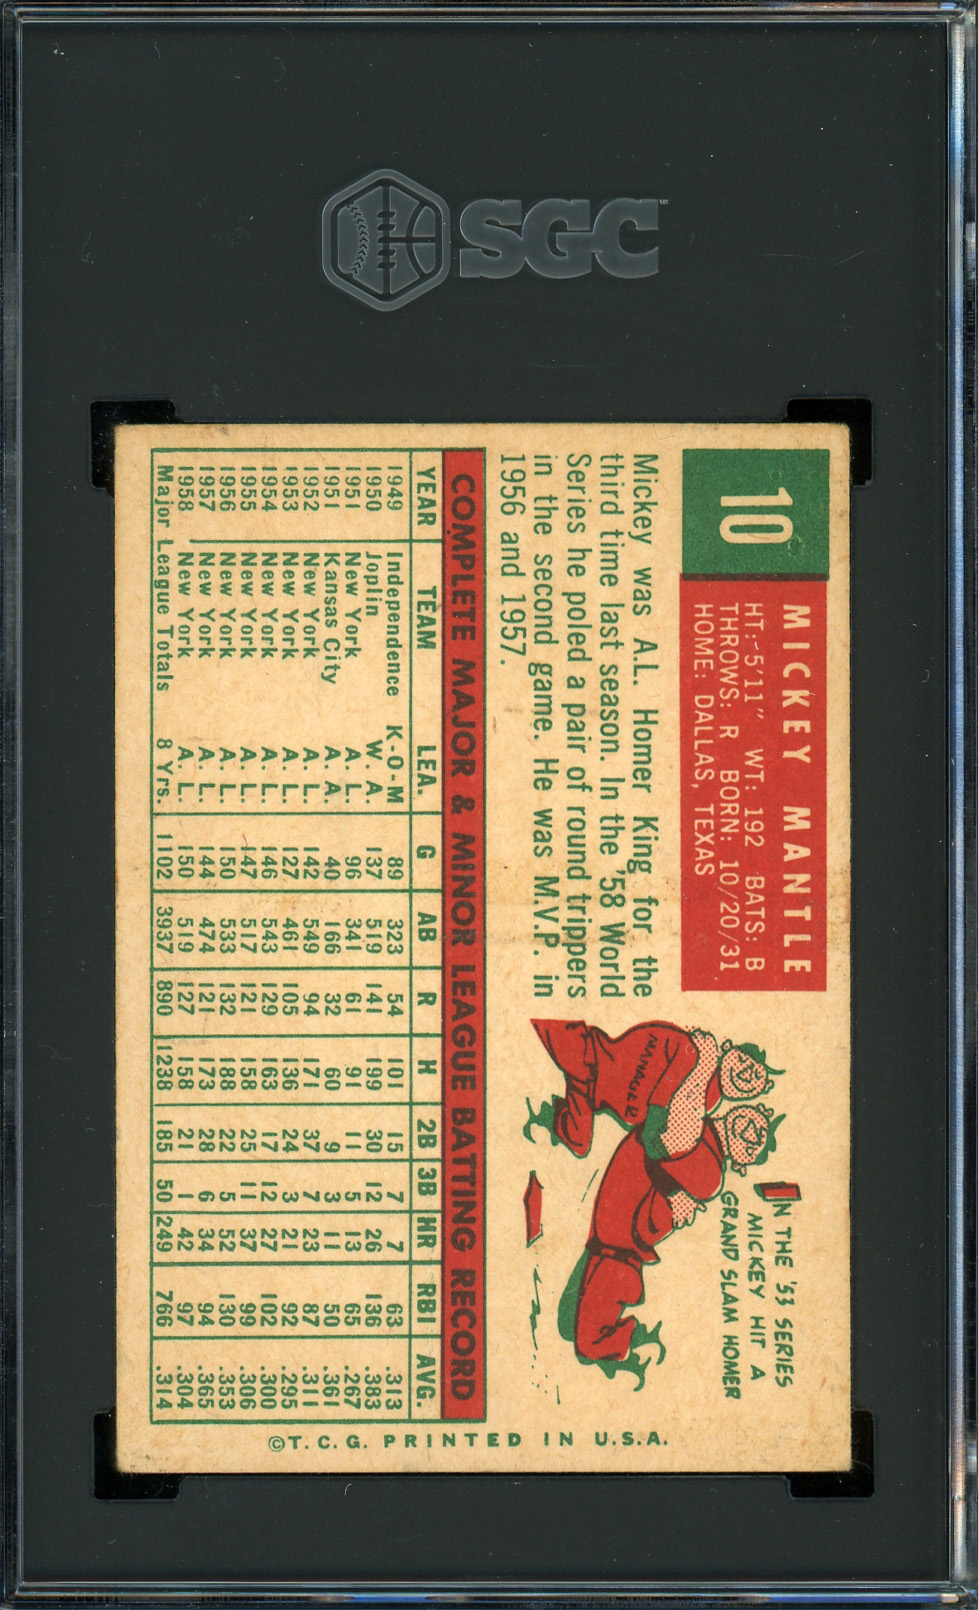 SGC™
10
MICKEY MANTLE
HT: 5'11" WT: 192 BATS: B
THROWS: R BORN: 10/20/31
HOME: DALLAS, TEXAS
Mickey was A.L. Homer King for the
third time last season. In the '58 World
Series he poled a pair of round trippers
in the second game. He was M.V.P. in
1956 and 1957.
IN THE '53 SERIES
MICKEY HIT A
GRAND SLAM HOMER
MANAGER
COMPLETE MAJOR & MINOR LEAGUE BATTING RECORD
YEAR TEAM LEA. G AB R H 2B 3B HR RBI AVG.
1949 Independence K-O-M 89 323 54 101 15 7 7 63 .313
1950 Joplin W. A. 137 519 141 199 30 12 26 136 .383
1951 New York A. L. 96 341 61 91 11 5 13 65 .267
1951 Kansas City A. A. 40 166 32 60 9 3 11 50 .361
1952 New York A. L. 142 549 94 171 37 7 23 87 .311
1953 New York A. L. 127 461 105 136 24 3 21 92 .295
1954 New York A. L. 146 543 129 163 17 12 27 102 .300
1955 New York A. L. 147 517 121 158 25 11 37 99 .306
1956 New York A. L. 150 533 132 188 22 5 52 130 .353
1957 New York A. L. 144 474 121 173 28 6 34 94 .365
1958 New York A. L. 150 519 127 158 21 1 42 97 .304
Major League Totals 8 Yrs. 1102 3937 890 1238 185 50 249 766 .314
©T. C. G. PRINTED IN U.S.A.